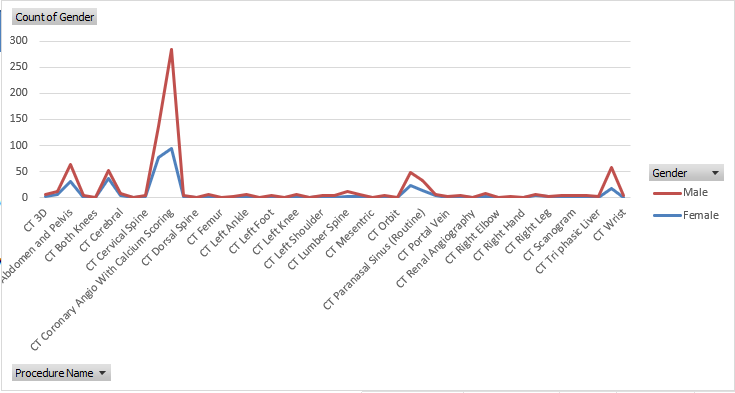 Count of Gender
300
250
200
150
100
50
0
CT 3D
Abdomen and Pelvis
CT Both Knees
CT Cerebral
CT Cervical Spine
CT Coronary Angio With Calcium Scoring
CT Dorsal Spine
CT Femur
CT Left Ankle
CT Left Foot
CT Left Knee
CT Left Shoulder
CT Lumber Spine
CT Mesentric
CT Orbit
CT Paranasal Sinus (Routine)
CT Portal Vein
CT Renal Angiography
CT Right Elbow
CT Right Hand
CT Right Leg
CT Scanogram
CT Tri phasic Liver
CT Wrist
Gender
Male
Female
Procedure Name